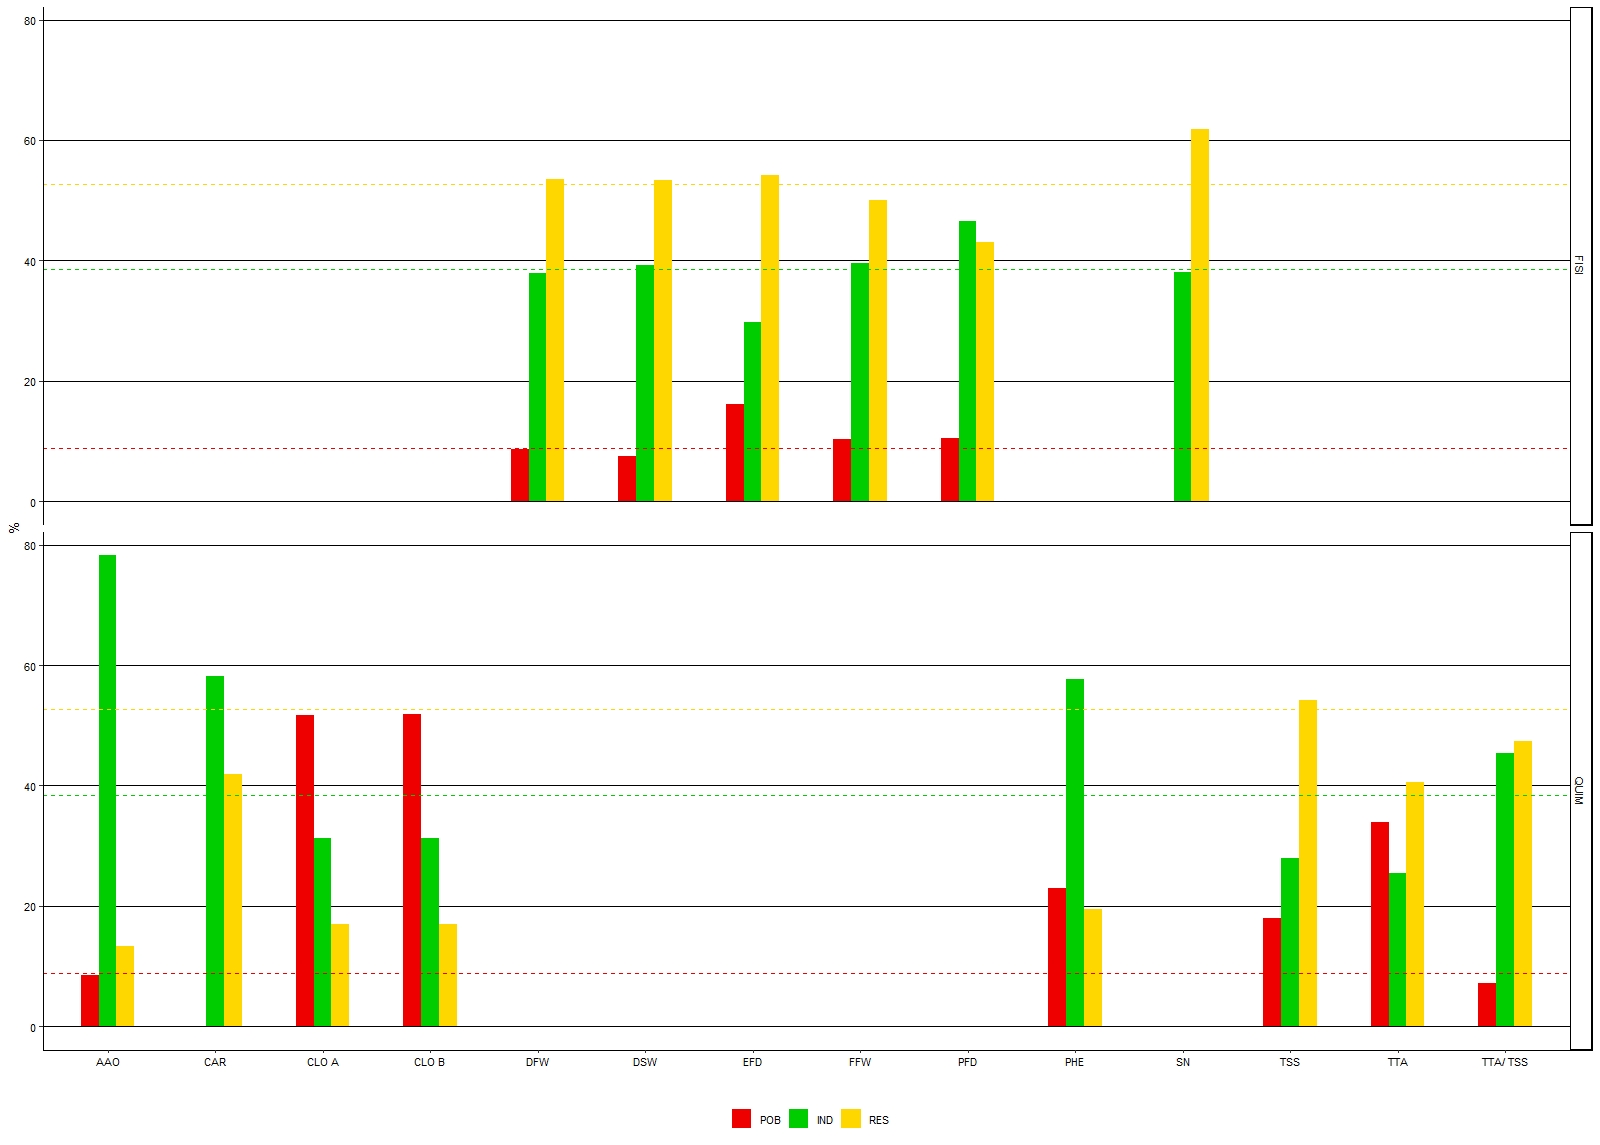 80
60
40
20
0
FISI
%
80
60
40
20
0
QUIM
AAO CAR CLO A CLO B DFW DSW EFD FFW PFD PHE SN TSS TTA TTA/TSS
POB IND RES